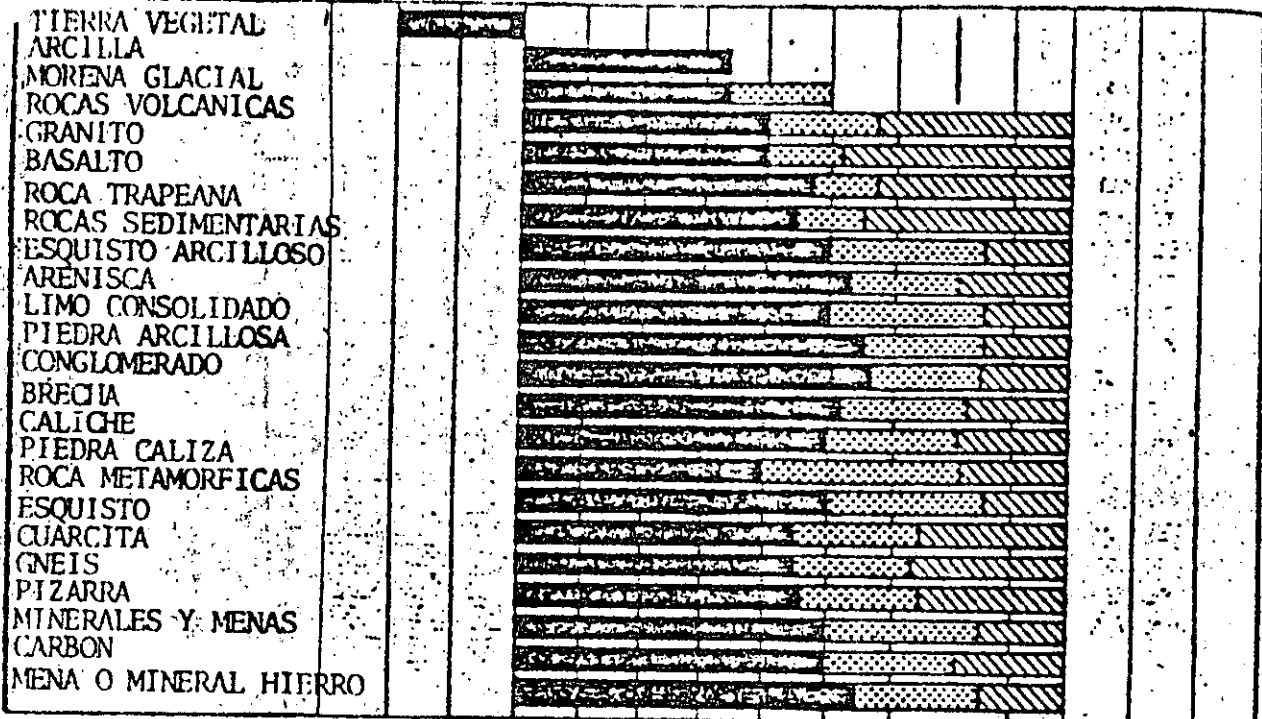 TIERRA VEGETAL
ARCILLA
MORENA GLACIAL
ROCAS VOLCANICAS
GRANITO
BASALTO
ROCA TRAPEANA
ROCAS SEDIMENTARIAS
ESQUISTO ARCILLOSO
ARENISCA
LIMO CONSOLIDADO
PIEDRA ARCILLOSA
CONGLOMERADO
BRECHA
CALICHE
PIEDRA CALIZA
ROCA METAMORFICAS
ESQUISTO
CUARCITA
GNEIS
PIZARRA
MINERALES Y MENAS
CARBON
MENA O MINERAL HIERRO